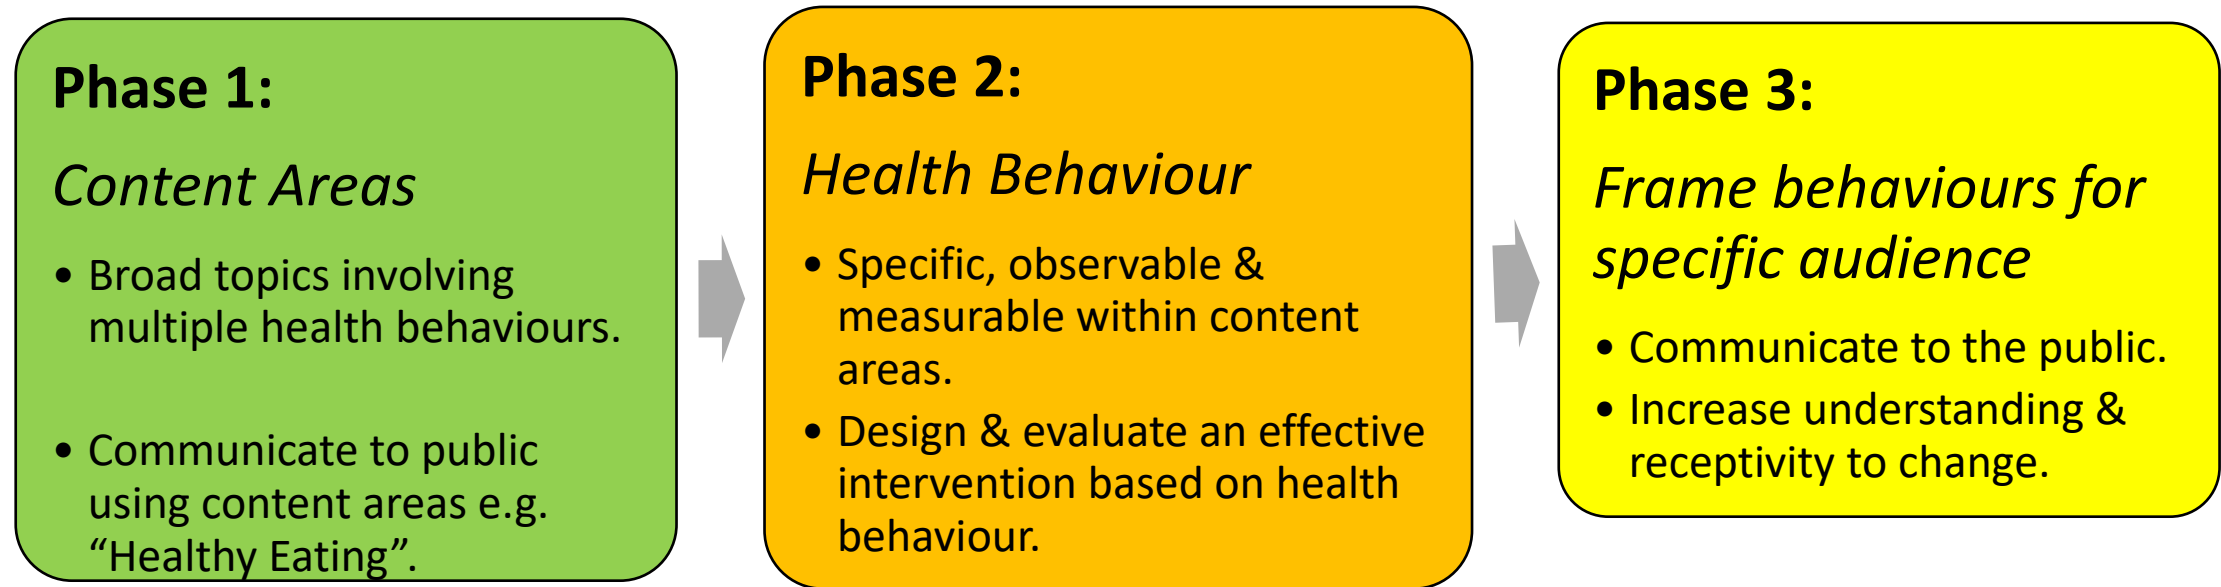 Phase 1:
Content Areas
• Broad topics involving
multiple health behaviours.
• Communicate to public
using content areas e.g.
“Healthy Eating”.
Phase 2:
Health Behaviour
• Specific, observable &
measurable within content
areas.
• Design & evaluate an effective
intervention based on health
behaviour.
Phase 3:
Frame behaviours for
specific audience
• Communicate to the public.
• Increase understanding &
receptivity to change.